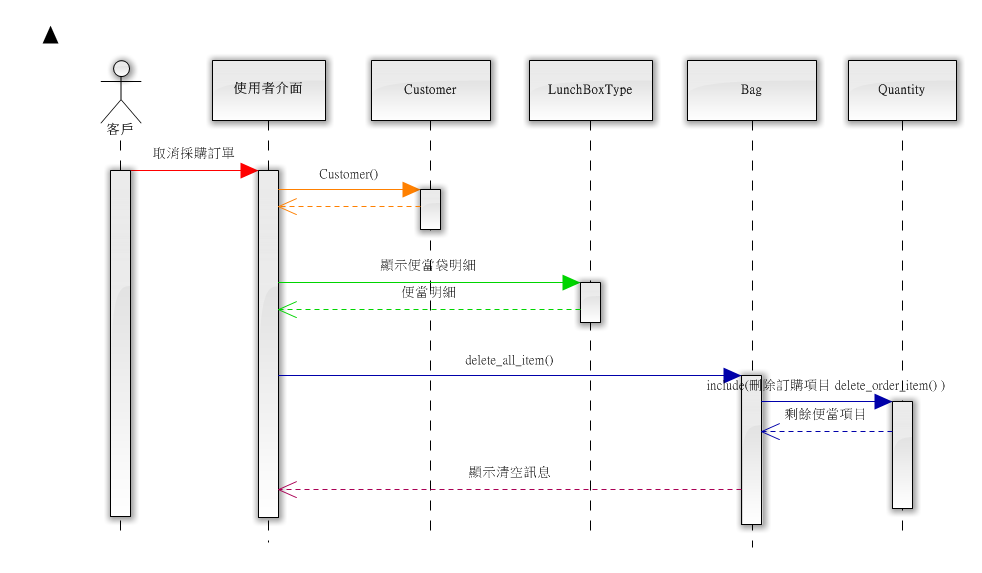 客戶
使用者介面
Customer
LunchBoxType
Bag
Quantity
取消採購訂單
Customer()
顯示便當袋明細
便當明細
delete_all_item()
include(刪除訂購項目 delete_order_item() )
剩餘便當項目
顯示清空訊息